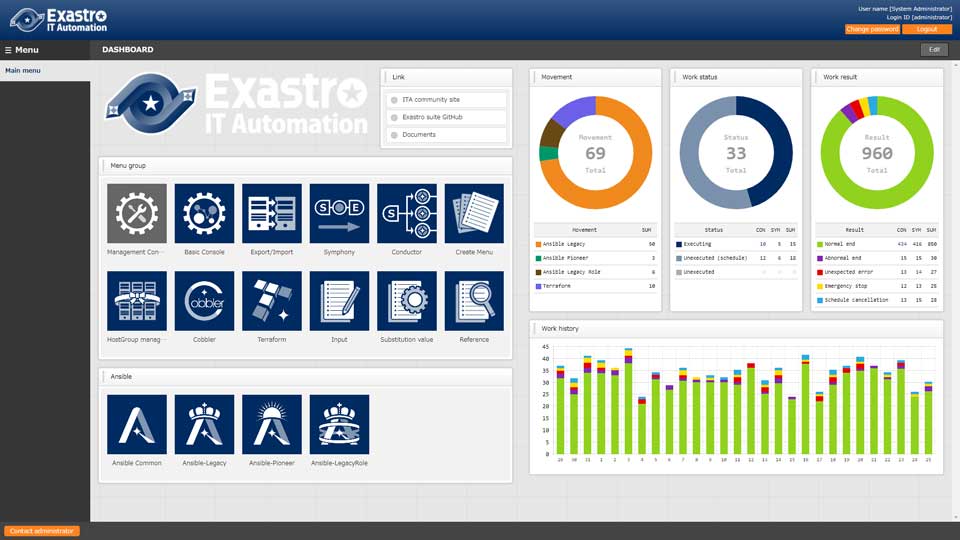 Exastro
IT Automation
User name [System Administrator]
Login ID [administrator]
Change password
Logout
☰ Menu
DASHBOARD
Edit
Main menu
Exastro
IT Automation
Link
ITA community site
Exastro suite GitHub
Documents
Menu group
Management Con...
Basic Console
Export/Import
S O E
Symphony
S
Conductor
Create Menu
HostGroup manag...
Cobbler
Cobbler
Terraform
Input
Substitution value
Reference
Ansible
Ansible Common
Ansible-Legacy
Ansible-Pioneer
Ansible-LegacyRole
Movement
Movement
69
Total
Movement SUM
Ansible Legacy 50
Ansible Pioneer 3
Ansible Legacy Role 6
Terraform 10
Work status
Status
33
Total
Status CON SYM SUM
Executing 10 5 15
Unexecuted (schedule) 12 6 18
Unexecuted 0 0 0
Work result
Result
960
Total
Result CON SYM SUM
Normal end 434 416 850
Abnormal end 15 15 30
Unexpected error 13 14 27
Emergency stop 12 13 25
Schedule cancellation 13 15 28
Work history
45
40
35
30
25
20
15
10
5
0
29 30 31 1 2 3 4 5 6 7 8 9 10 11 12 13 14 15 16 17 18 19 20 21 22 23 24 25
Contact administrator